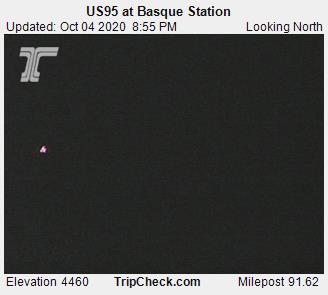 US95 at Basque Station
Updated: Oct 04 2020 8:55 PM Looking North
Elevation 4460 TripCheck.com Milepost 91.62